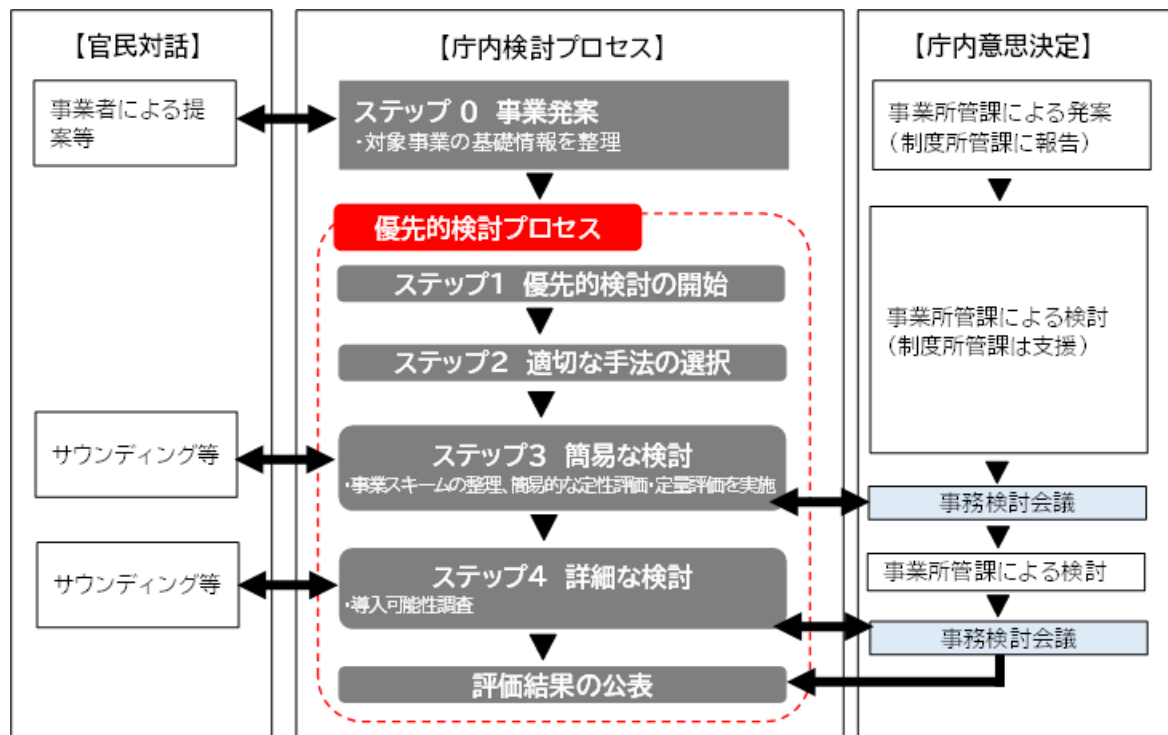 【官民対話】
事業者による提
案等
サウンディング等
サウンディング等
【庁内検討プロセス】
ステップ 0 事業発案
・対象事業の基礎情報を整理
優先的検討プロセス
ステップ1 優先的検討の開始
ステップ2 適切な手法の選択
ステップ3 簡易な検討
・事業スキームの整理、簡易的な定性評価・定量評価を実施
ステップ4 詳細な検討
・導入可能性調査
評価結果の公表
【庁内意思決定】
事業所管課による発案
(制度所管課に報告)
事業所管課による検討
(制度所管課は支援)
事務検討会議
事業所管課による検討
事務検討会議